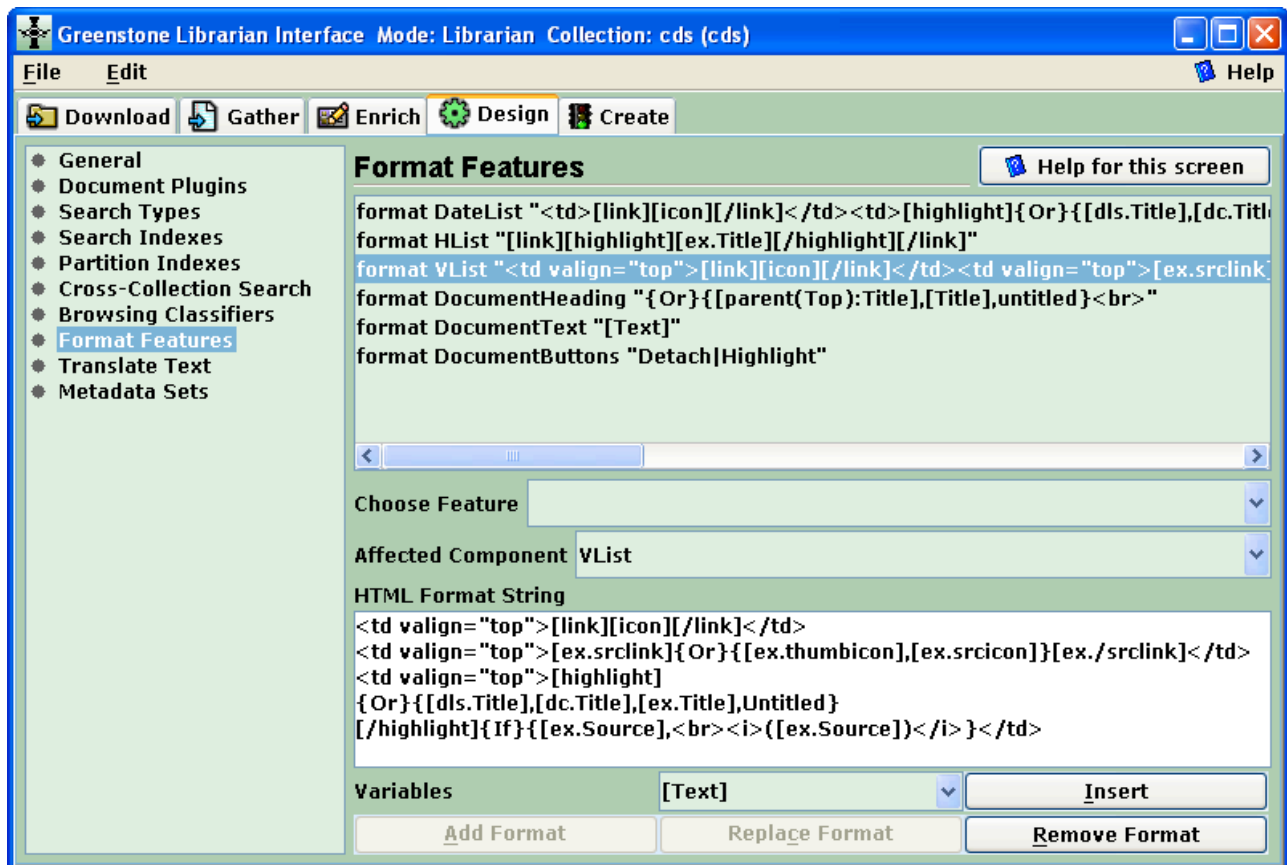 Greenstone Librarian Interface Mode: Librarian Collection: cds (cds)
File Edit Help
Download Gather Enrich Design Create
General
Document Plugins
Search Types
Search Indexes
Partition Indexes
Cross-Collection Search
Browsing Classifiers
Format Features
Translate Text
Metadata Sets
Format Features
Help for this screen
format DateList "<td>[link][icon][/link]</td><td>[highlight]{Or}{[dls.Title],[dc.Titl
format HList "[link][highlight][ex.Title][/highlight][/link]"
format VList "<td valign="top">[link][icon][/link]</td><td valign="top">[ex.srclink]
format DocumentHeading "{Or}{[parent(Top):Title],[Title],untitled}<br>"
format DocumentText "[Text]"
format DocumentButtons "Detach|Highlight"
Choose Feature
Affected Component VList
HTML Format String
<td valign="top">[link][icon][/link]</td>
<td valign="top">[ex.srclink]{Or}{[ex.thumbicon],[ex.srcicon]}[ex./srclink]</td>
<td valign="top">[highlight]
{Or}{[dls.Title],[dc.Title],[ex.Title],Untitled}
[/highlight]{If}{[ex.Source],<br><i>([ex.Source])</i>}</td>
Variables [Text] Insert
Add Format Replace Format Remove Format